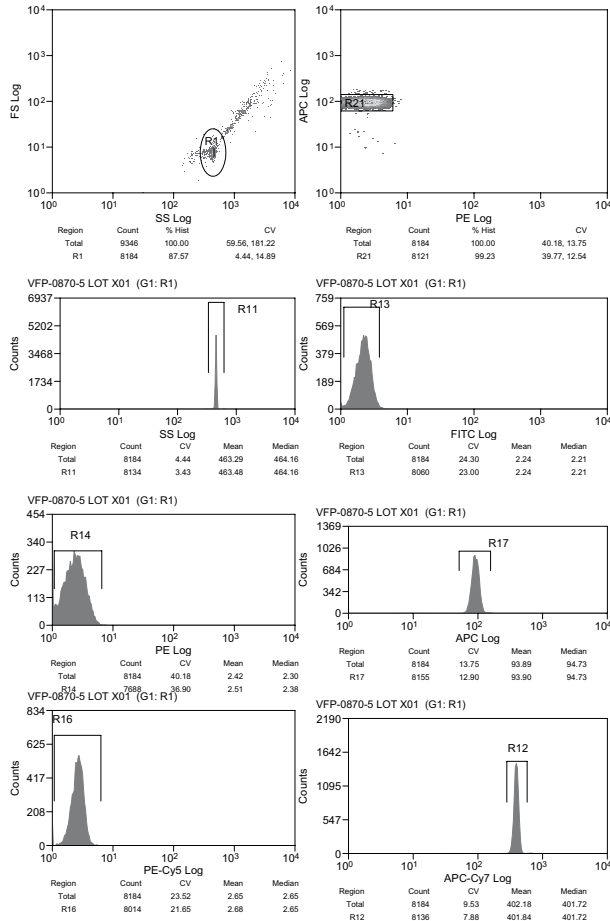 10⁴
10³
10²
10¹
10⁰
FS Log
R1
10⁰ 10¹ 10² 10³ 10⁴
SS Log
Region Count % Hist CV
Total 9346 100.00 59.56, 181.22
R1 8184 87.57 4.44, 14.89
10⁴
10³
10²
10¹
10⁰
APC Log
R21
10⁰ 10¹ 10² 10³ 10⁴
PE Log
Region Count % Hist CV
Total 8184 100.00 40.18, 13.75
R21 8121 99.23 39.77, 12.54
VFP-0870-5 LOT X01 (G1: R1)
6937
5202
3468
1734
0
Counts
R11
10⁰ 10¹ 10² 10³ 10⁴
SS Log
Region Count CV Mean Median
Total 8184 4.44 463.29 464.16
R11 8134 3.43 463.48 464.16
VFP-0870-5 LOT X01 (G1: R1)
759
569
379
189
0
Counts
R13
10⁰ 10¹ 10² 10³ 10⁴
FITC Log
Region Count CV Mean Median
Total 8184 24.30 2.24 2.21
R13 8060 23.00 2.24 2.21
VFP-0870-5 LOT X01 (G1: R1)
454
340
227
113
0
Counts
R14
10⁰ 10¹ 10² 10³ 10⁴
PE Log
Region Count CV Mean Median
Total 8184 40.18 2.42 2.30
R14 7688 36.90 2.51 2.38
VFP-0870-5 LOT X01 (G1: R1)
1369
1026
684
342
0
Counts
R17
10⁰ 10¹ 10² 10³ 10⁴
APC Log
Region Count CV Mean Median
Total 8184 13.75 93.89 94.73
R17 8155 12.90 93.90 94.73
VFP-0870-5 LOT X01 (G1: R1)
834
625
417
208
0
Counts
R16
10⁰ 10¹ 10² 10³ 10⁴
PE-Cy5 Log
Region Count CV Mean Median
Total 8184 23.52 2.65 2.65
R16 8014 21.65 2.68 2.65
VFP-0870-5 LOT X01 (G1: R1)
2190
1642
1095
547
0
Counts
R12
10⁰ 10¹ 10² 10³ 10⁴
APC-Cy7 Log
Region Count CV Mean Median
Total 8184 9.53 402.18 401.72
R12 8136 7.88 401.84 401.72